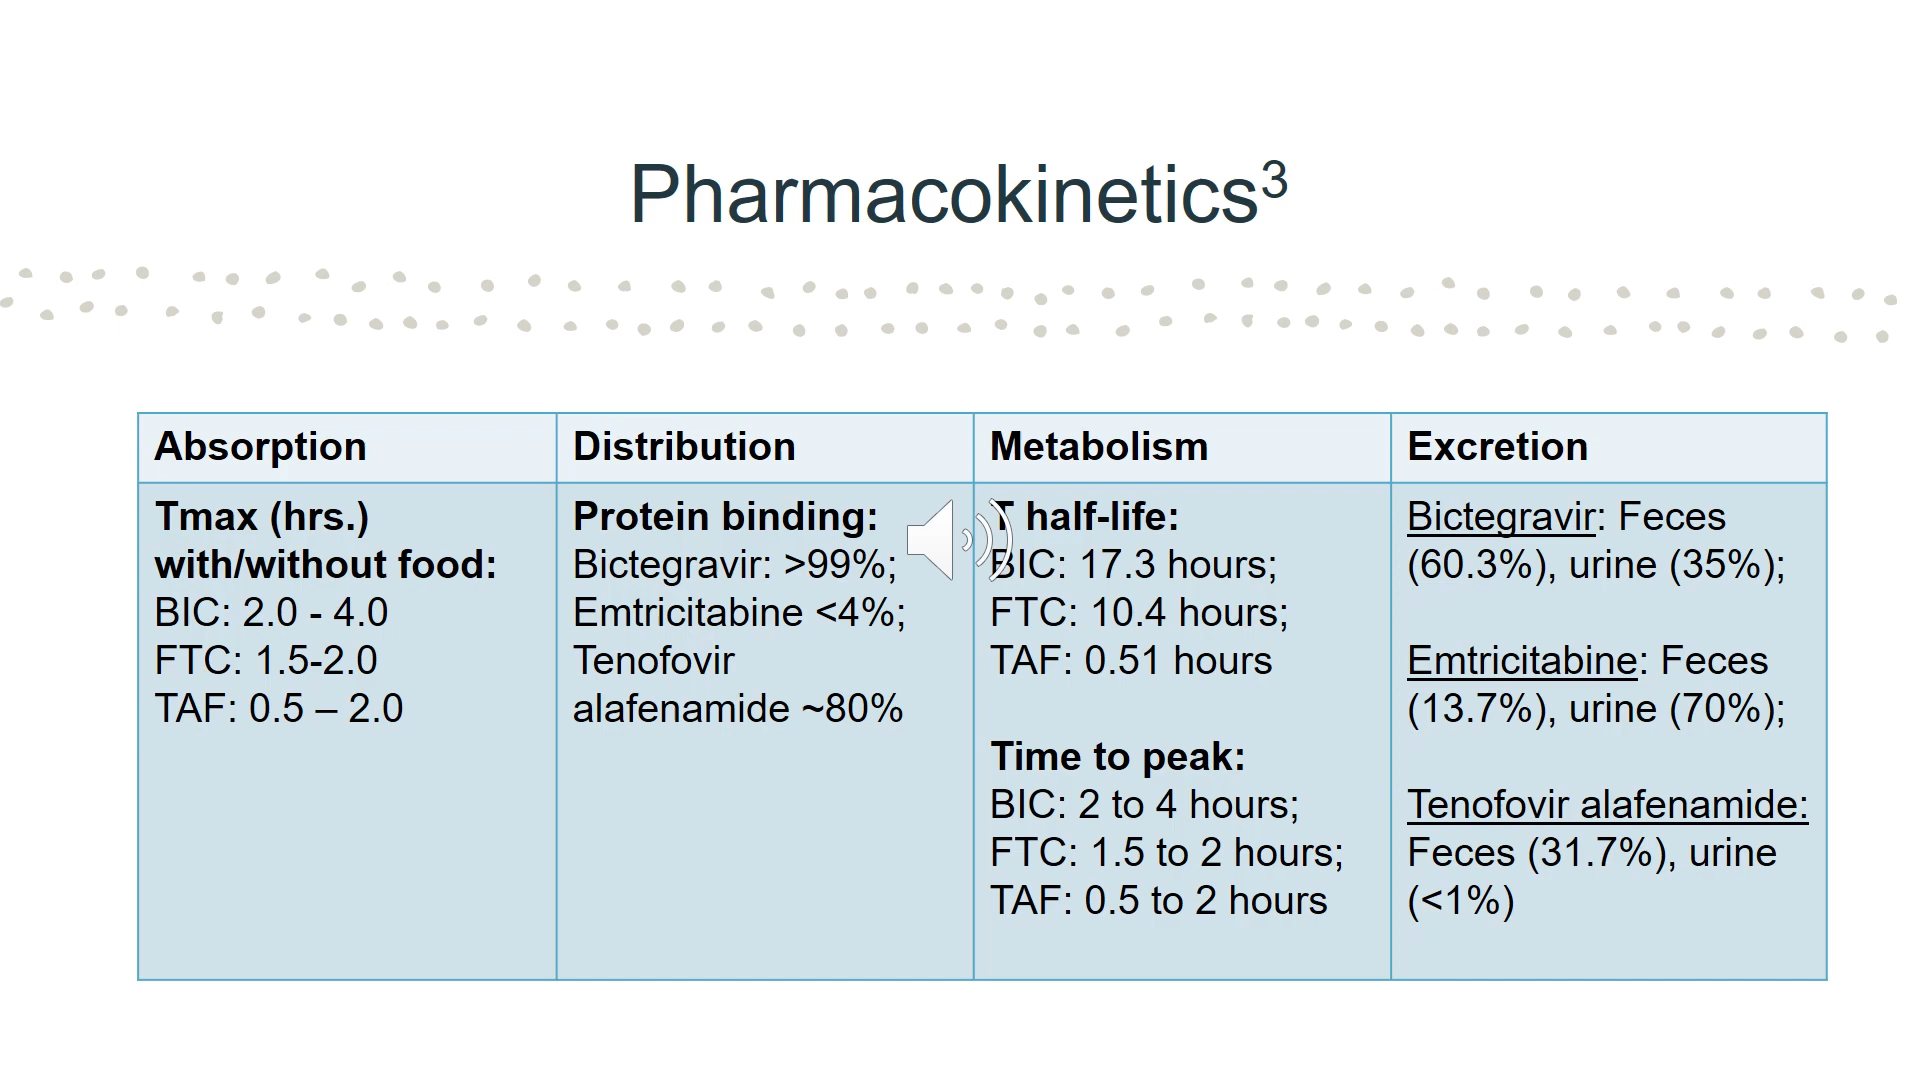 Pharmacokinetics³
Absorption
Tmax (hrs.)
with/without food:
BIC: 2.0 - 4.0
FTC: 1.5-2.0
TAF: 0.5 – 2.0
Distribution
Protein binding:
Bictegravir: >99%;
Emtricitabine <4%;
Tenofovir
alafenamide ~80%
Metabolism
T half-life:
BIC: 17.3 hours;
FTC: 10.4 hours;
TAF: 0.51 hours
Time to peak:
BIC: 2 to 4 hours;
FTC: 1.5 to 2 hours;
TAF: 0.5 to 2 hours
Excretion
Bictegravir: Feces
(60.3%), urine (35%);
Emtricitabine: Feces
(13.7%), urine (70%);
Tenofovir alafenamide:
Feces (31.7%), urine
(<1%)